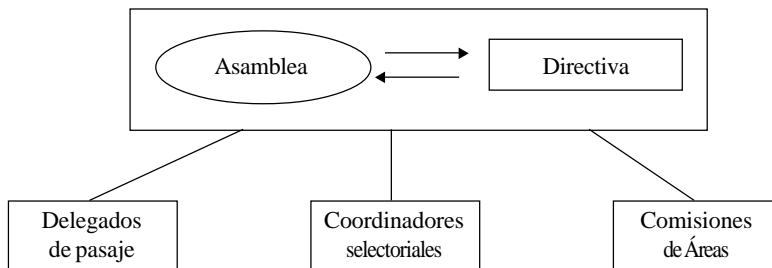 Asamblea
Directiva
Delegados
de pasaje
Coordinadores
selectoriales
Comisiones
de Áreas